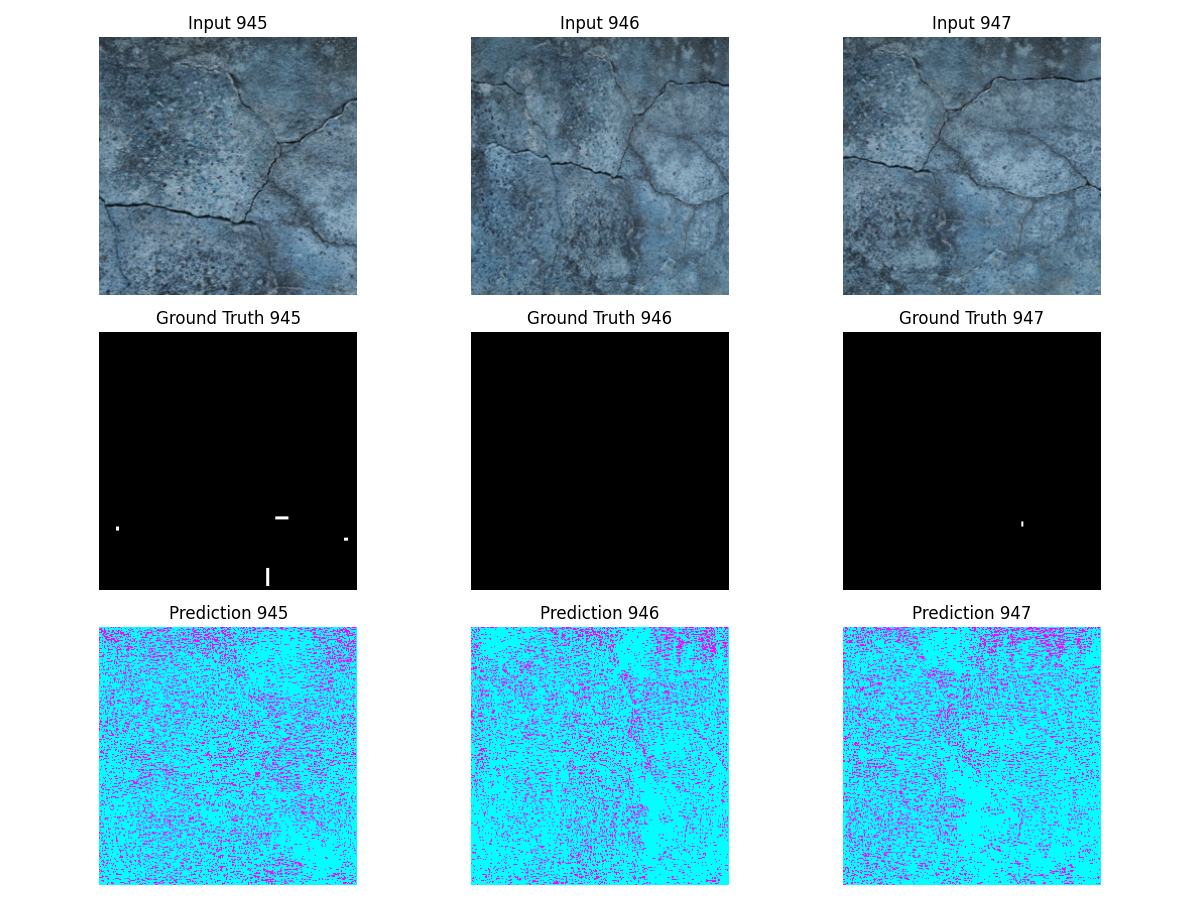 Input 945
Input 946
Input 947
Ground Truth 945
Ground Truth 946
Ground Truth 947
Prediction 945
Prediction 946
Prediction 947